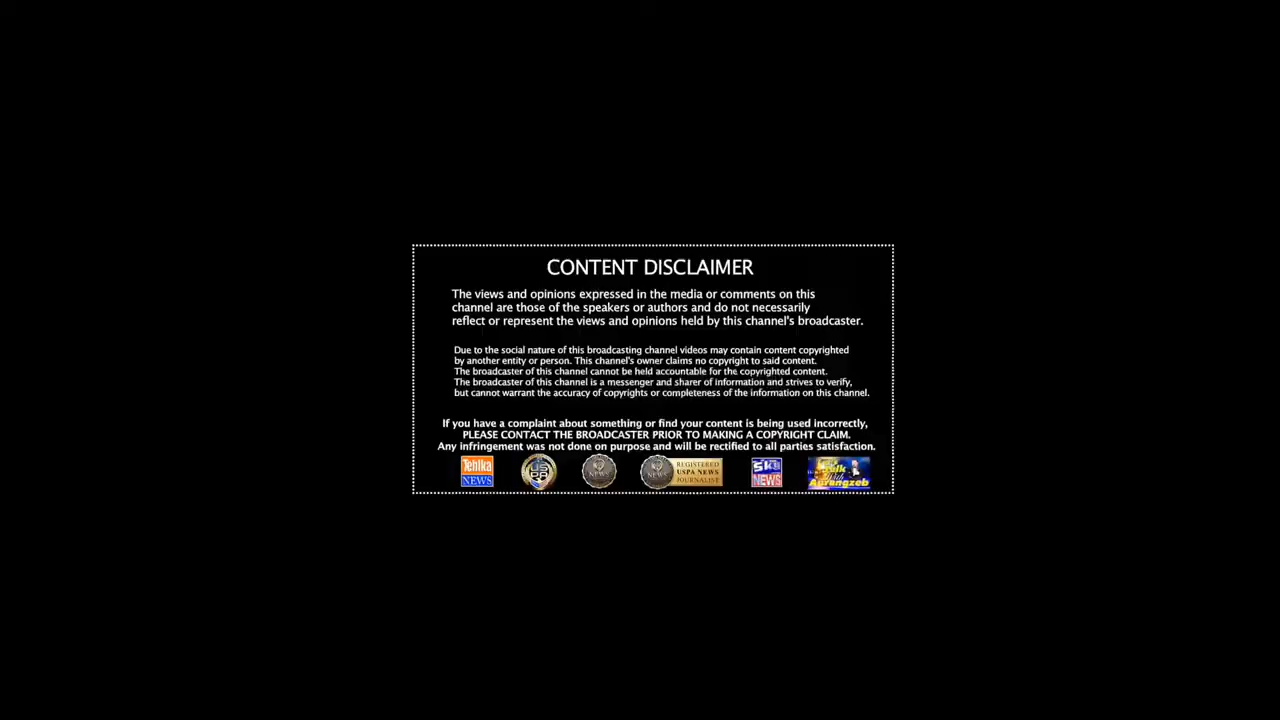 CONTENT DISCLAIMER
The views and opinions expressed in the media or comments on this
channel are those of the speakers or authors and do not necessarily
reflect or represent the views and opinions held by this channel's broadcaster.
Due to the social nature of this broadcasting channel videos may contain content copyrighted
by another entity or person. This channel's owner claims no copyright to said content.
The broadcaster of this channel cannot be held accountable for the copyrighted content.
The broadcaster of this channel is a messenger and sharer of information and strives to verify,
but cannot warrant the accuracy of copyrights or completeness of the information on this channel.
If you have a complaint about something or find your content is being used incorrectly,
PLEASE CONTACT THE BROADCASTER PRIOR TO MAKING A COPYRIGHT CLAIM.
Any infringement was not done on purpose and will be rectified to all parties satisfaction.
Tehlka
NEWS
US
NEWS
NEWS
REGISTERED
USPA NEWS
JOURNALIST
NEWS
Talk
With
Aurangzeb